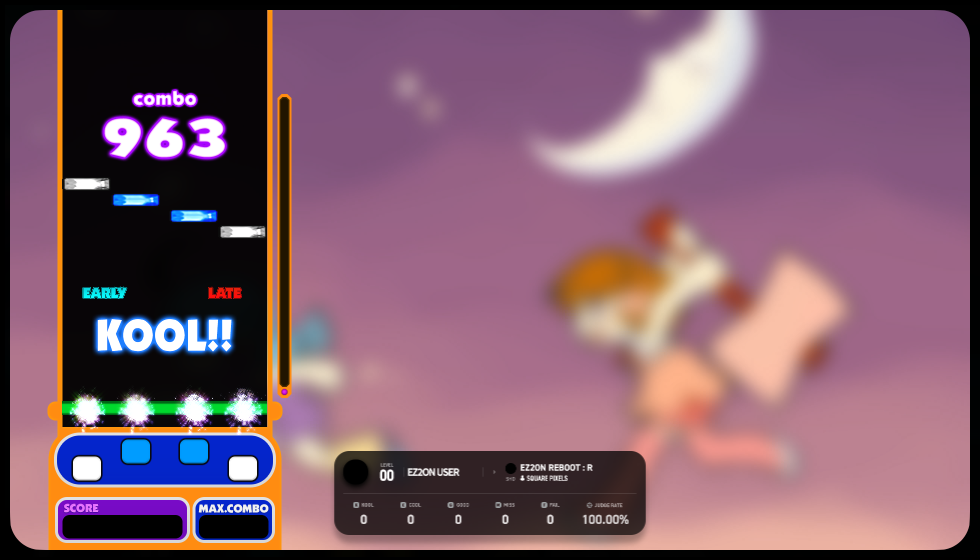 combo
963
EARLY LATE
KOOL!!
SCORE MAX.COMBO
LEVEL
00 EZ2ON USER EZ2ON REBOOT : R
SQUARE PIXELS
KOOL COOL GOOD MISS FAIL JUDGE RATE
0 0 0 0 0 100.00%